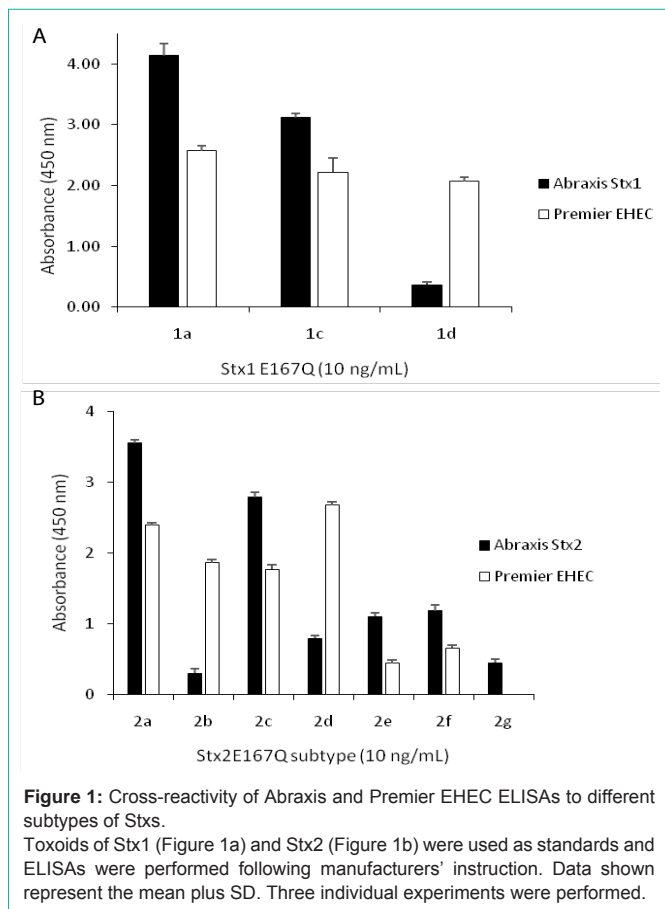 A
4.00
3.00
2.00
1.00
0.00
Absorbance (450 nm)
Abraxis Stx1
Premier EHEC
1a 1c 1d
Stx1 E167Q (10 ng/mL)
B
4
3
2
1
0
Absorbance (450 nm)
Abraxis Stx2
Premier EHEC
2a 2b 2c 2d 2e 2f 2g
Stx2E167Q subtype (10 ng/mL)
Figure 1: Cross-reactivity of Abraxis and Premier EHEC ELISAs to different
subtypes of Stxs.
Toxoids of Stx1 (Figure 1a) and Stx2 (Figure 1b) were used as standards and
ELISAs were performed following manufacturers' instruction. Data shown
represent the mean plus SD. Three individual experiments were performed.